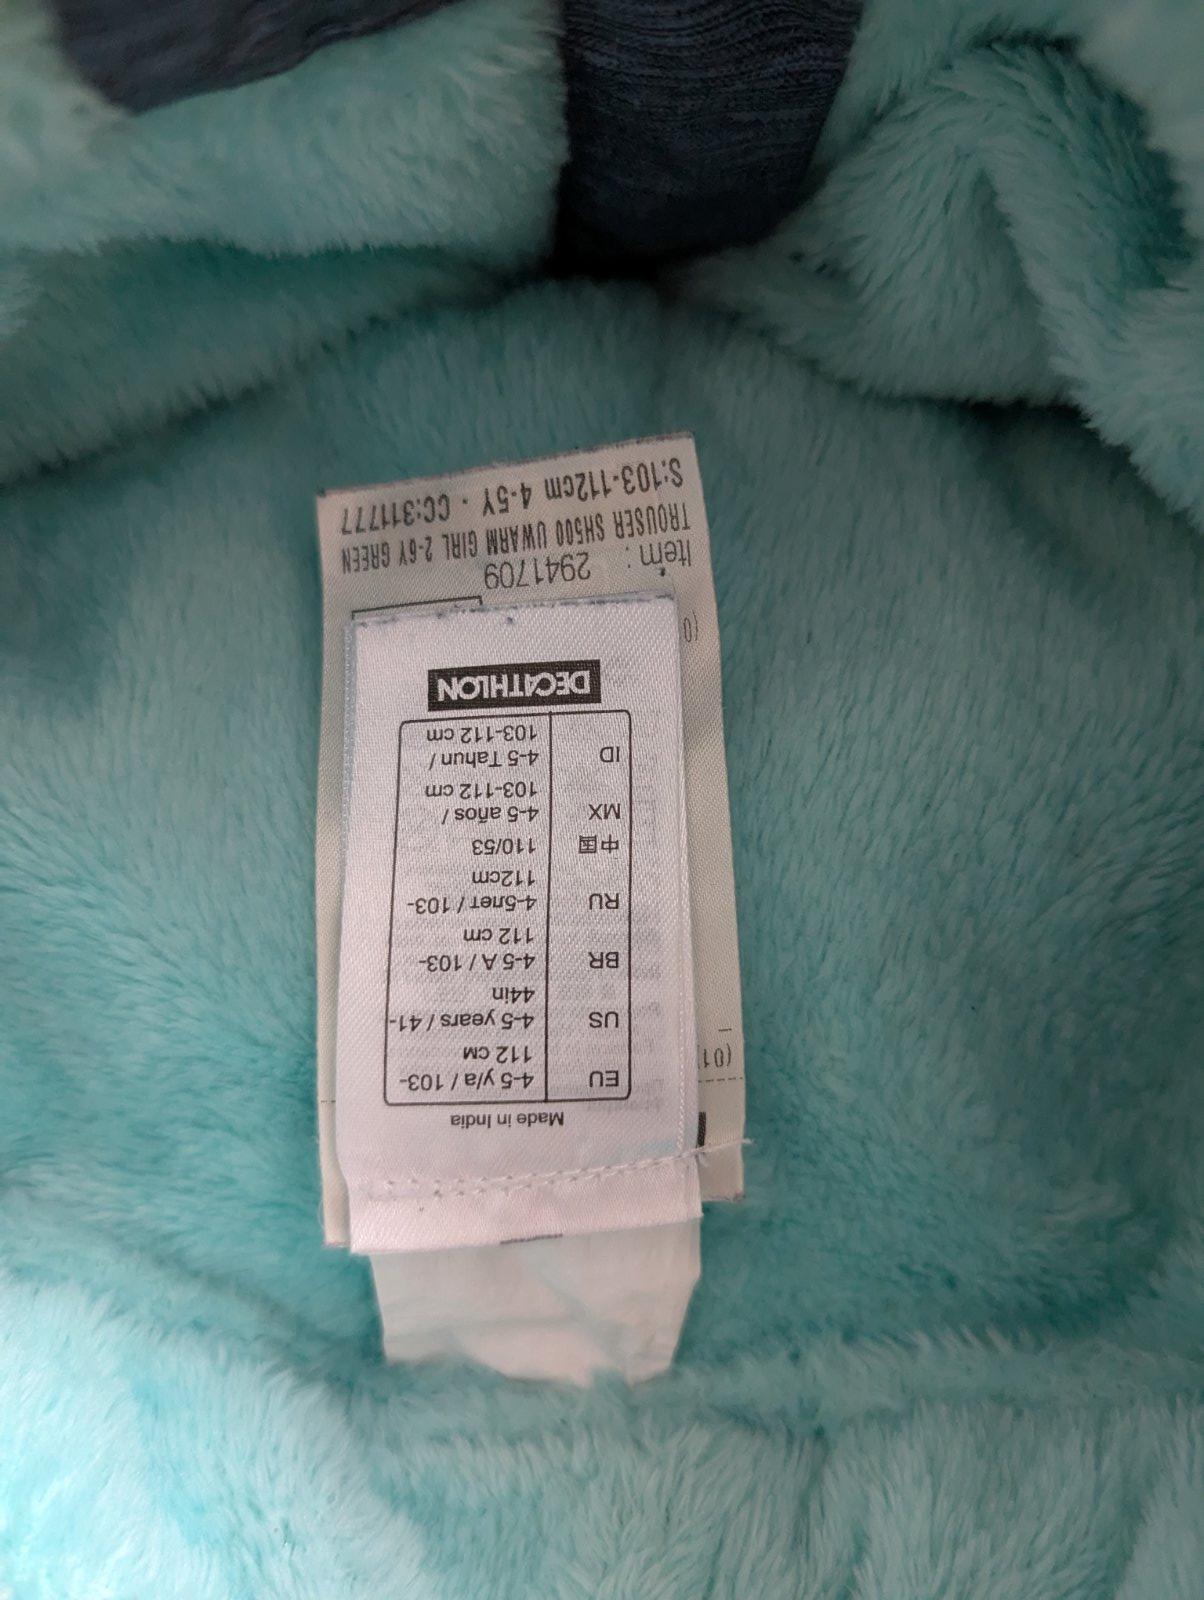 Made in India
EU 4-5 y/a / 103-
112 CM
US 4-5 years / 41-
44in
BR 4-5 A / 103-
112 cm
RU 4-5лет / 103-
112cm
中国 110/53
MX 4-5 años /
103-112 cm
ID 4-5 Tahun /
103-112 cm
DECATHLON
(01)
(0
Item : 2941709
TROUSER SH500 UWARM GIRL 2-6Y GREEN
S:103-112cm 4-5Y · CC:311777